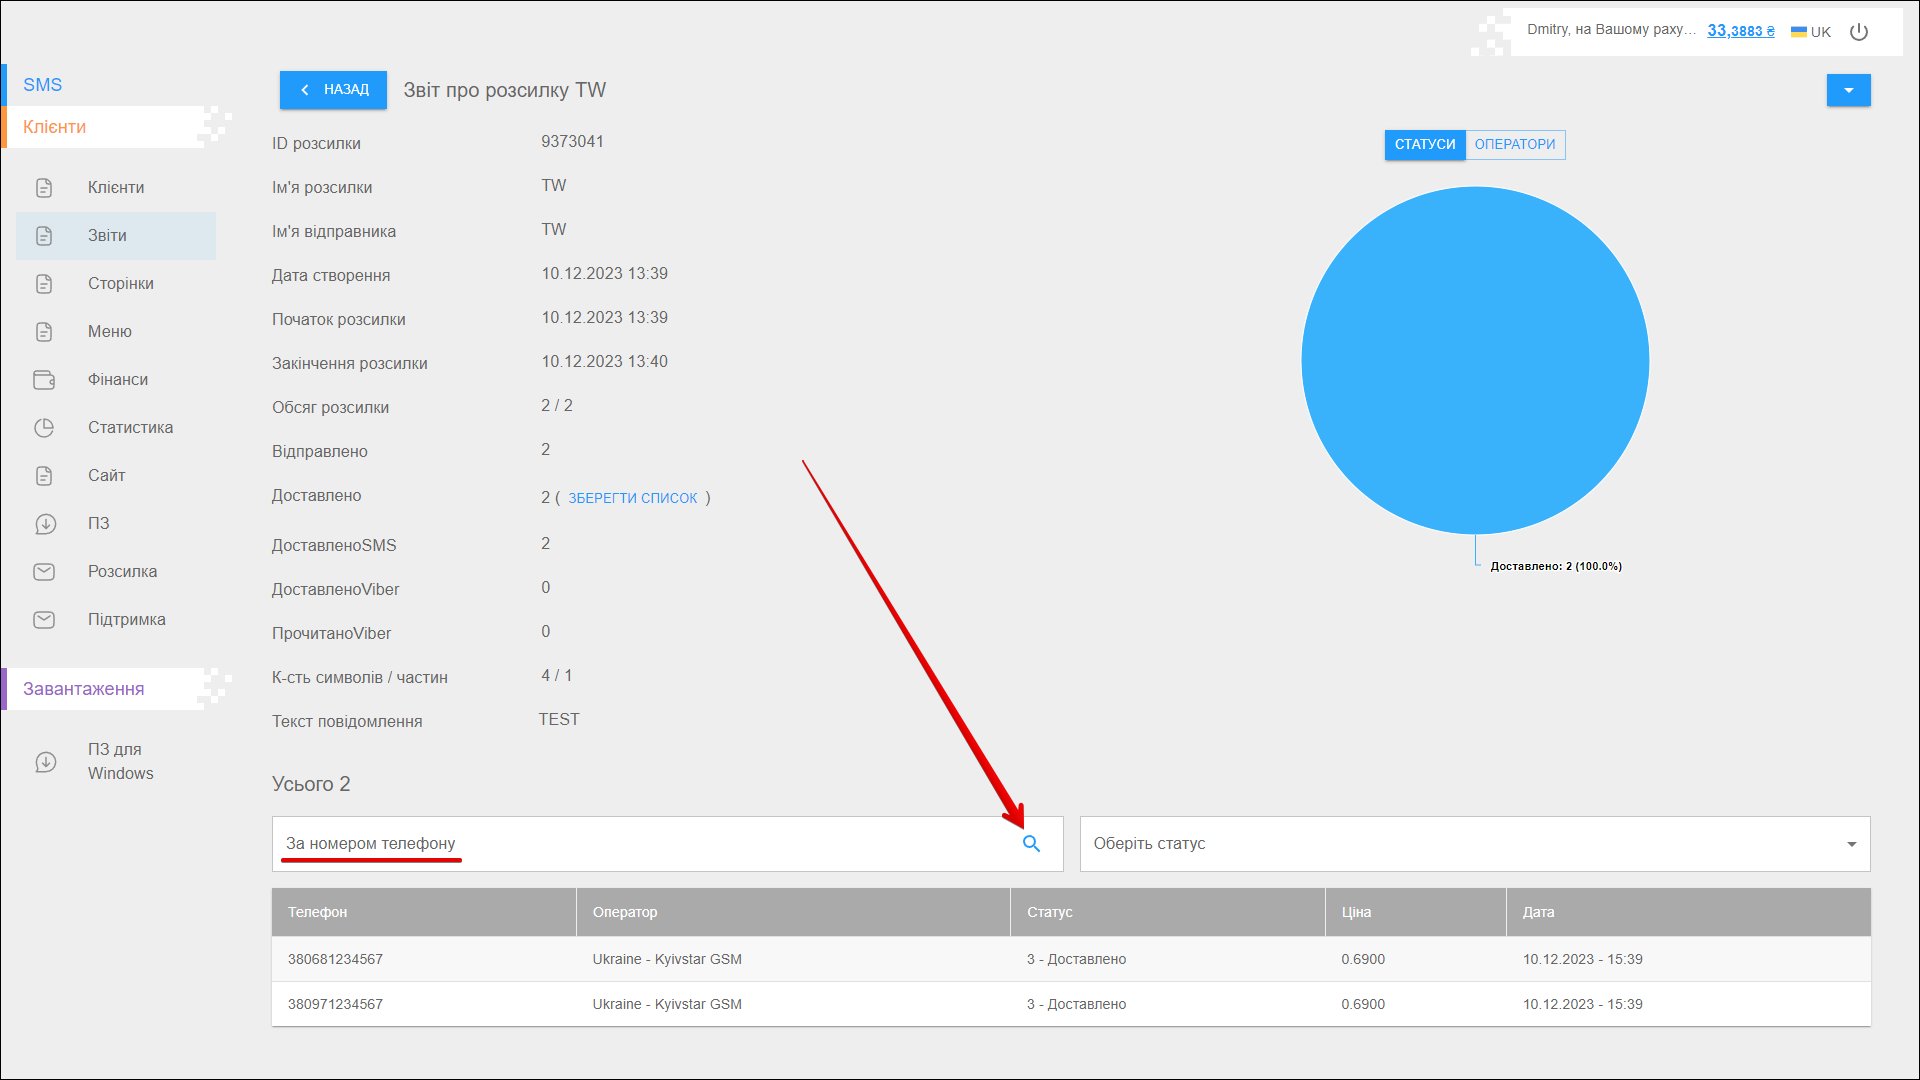 Dmitry, на Вашому раху... 33,3883 ₴ UK
SMS
Клієнти
Клієнти
Звіти
Сторінки
Меню
Фінанси
Статистика
Сайт
ПЗ
Розсилка
Підтримка
Завантаження
ПЗ для
Windows
НАЗАД
Звіт про розсилку TW
ID розсилки 9373041
Ім'я розсилки TW
Ім'я відправника TW
Дата створення 10.12.2023 13:39
Початок розсилки 10.12.2023 13:39
Закінчення розсилки 10.12.2023 13:40
Обсяг розсилки 2 / 2
Відправлено 2
Доставлено 2 ( ЗБЕРЕГТИ СПИСОК )
ДоставленоSMS 2
ДоставленоViber 0
ПрочитаноViber 0
К-сть символів / частин 4 / 1
Текст повідомлення TEST
СТАТУСИ ОПЕРАТОРИ
Доставлено: 2 (100.0%)
Усього 2
За номером телефону
Оберіть статус
Телефон Оператор Статус Ціна Дата
380681234567 Ukraine - Kyivstar GSM 3 - Доставлено 0.6900 10.12.2023 - 15:39
380971234567 Ukraine - Kyivstar GSM 3 - Доставлено 0.6900 10.12.2023 - 15:39